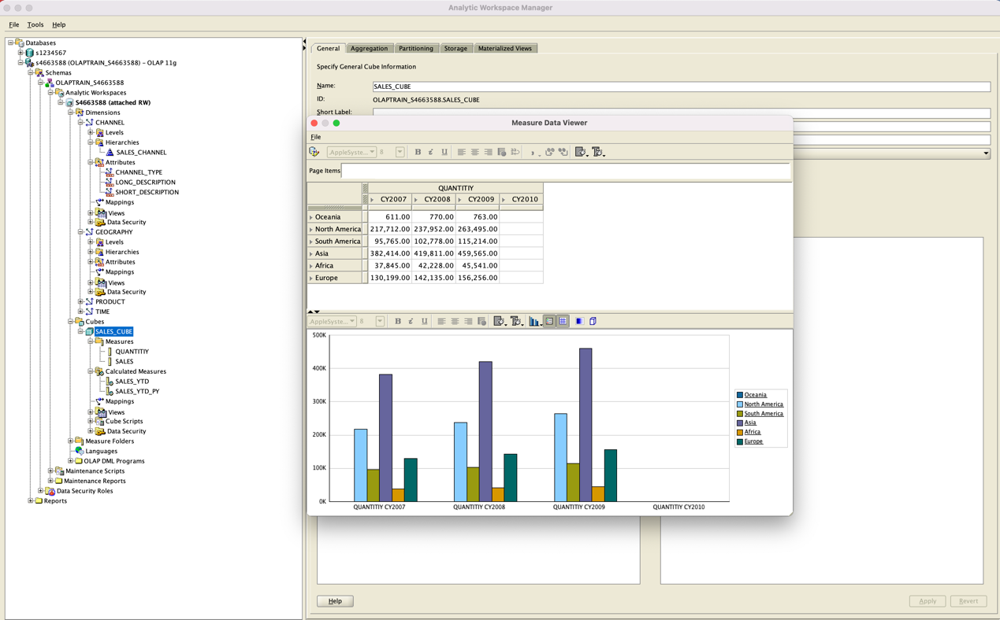 Analytic Workspace Manager
File Tools Help
Databases
s1234567
s4663588 (OLAPTRAIN_S4663588) - OLAP 11g
Schemas
OLAPTRAIN_S4663588
Analytic Workspaces
S4663588 (attached RW)
Dimensions
CHANNEL
Levels
Hierarchies
SALES_CHANNEL
Attributes
CHANNEL_TYPE
LONG_DESCRIPTION
SHORT_DESCRIPTION
Mappings
Views
Data Security
GEOGRAPHY
Levels
Hierarchies
Attributes
Mappings
Views
Data Security
PRODUCT
TIME
Cubes
SALES_CUBE
Measures
QUANTITIY
SALES
Calculated Measures
SALES_YTD
SALES_YTD_PY
Mappings
Views
Cube Scripts
Data Security
Measure Folders
Languages
OLAP DML Programs
Maintenance Scripts
Maintenance Reports
Data Security Roles
Reports
General Aggregation Partitioning Storage Materialized Views
Specify General Cube Information
Name: SALES_CUBE
ID: OLAPTRAIN_S4663588.SALES_CUBE
Short Label:
Measure Data Viewer
File
.AppleSyste... 8 B i U
Page Items
QUANTITIY
CY2007 CY2008 CY2009 CY2010
Oceania 611.00 770.00 763.00
North America 217,712.00 237,952.00 263,495.00
South America 95,765.00 102,778.00 115,214.00
Asia 382,414.00 419,811.00 459,565.00
Africa 37,845.00 42,228.00 45,541.00
Europe 130,199.00 142,135.00 156,256.00
.AppleSyste... 8 B i U
500K
400K
300K
200K
100K
0K
QUANTITIY CY2007 QUANTITIY CY2008 QUANTITIY CY2009 QUANTITIY CY2010
Oceania
North America
South America
Asia
Africa
Europe
Help Apply Revert